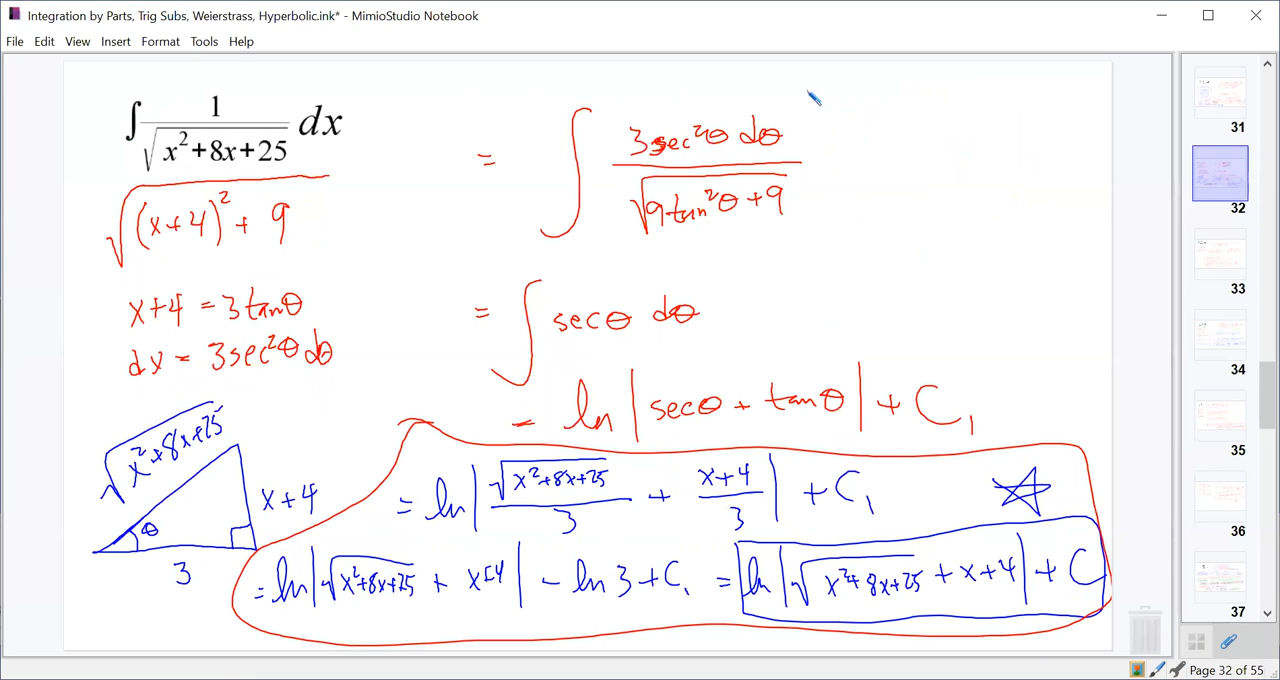 Integration by Parts, Trig Subs, Weierstrass, Hyperbolic.ink* - MimioStudio Notebook
File Edit View Insert Format Tools Help
∫ 1/√(x²+8x+25) dx
√((x+4)² + 9)
x+4 = 3tanθ
dx = 3sec²θ dθ
= ∫ 3sec²θ dθ / √(9tan²θ + 9)
= ∫ secθ dθ
= ln|secθ + tanθ| + C₁
√(x²+8x+25)
x+4
θ
3
= ln|√(x²+8x+25)/3 + (x+4)/3| + C₁
= ln|√(x²+8x+25) + x+4| - ln3 + C₁ = ln|√(x²+8x+25) + x+4| + C
31
32
33
34
35
36
37
Page 32 of 55